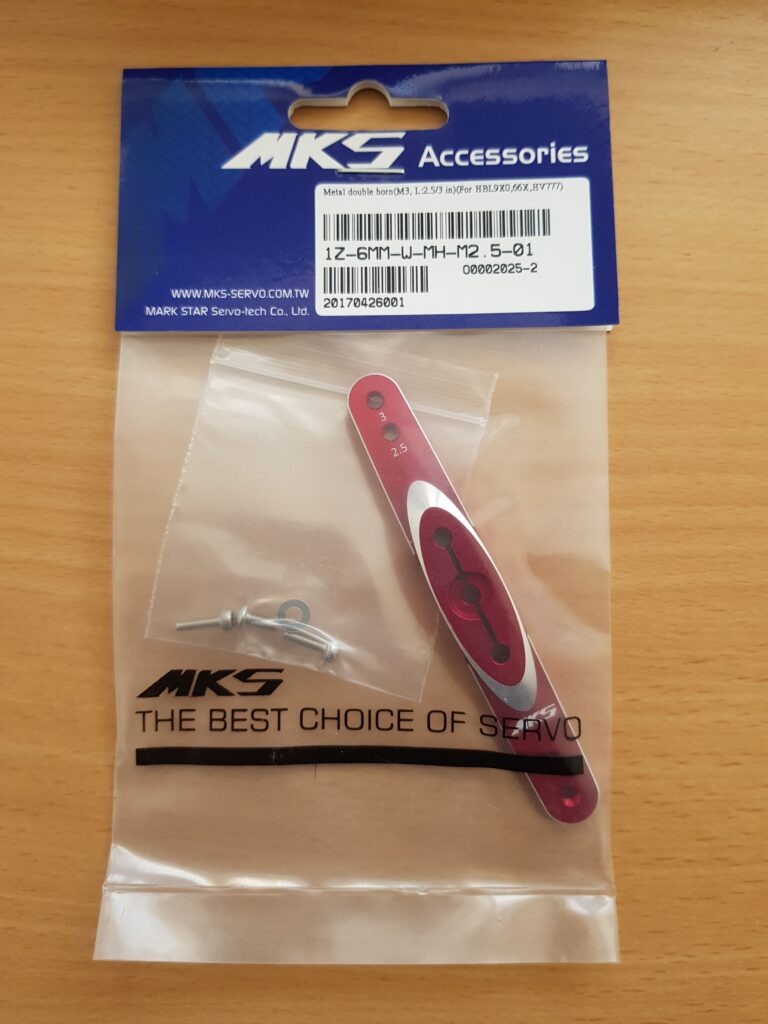 MKS Accessories
Metal double horn(M3, L:2.5/3 in)(For HBL9X0,66X,HV777)
1Z-6MM-W-MH-M2.5-01
O0002025-2
20170426001
WWW.MKS-SERVO.COM.TW
MARK STAR Servo-tech Co., Ltd.
3
2.5
MKS
MKS
THE BEST CHOICE OF SERVO